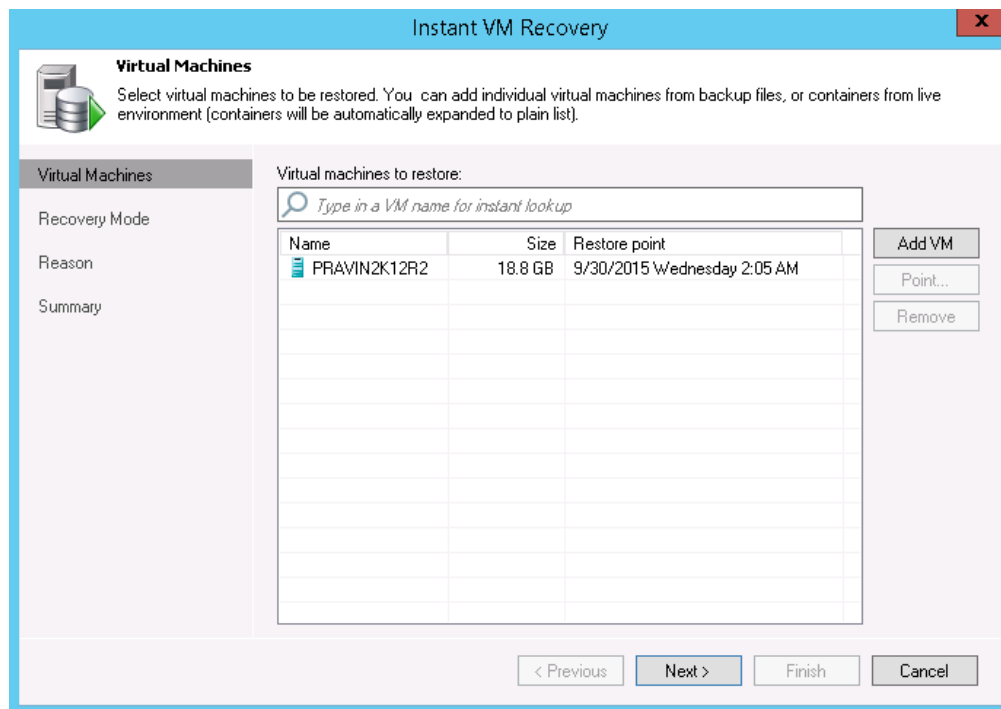 Instant VM Recovery
X
Virtual Machines
Select virtual machines to be restored. You can add individual virtual machines from backup files, or containers from live
environment (containers will be automatically expanded to plain list).
Virtual Machines
Recovery Mode
Reason
Summary
Virtual machines to restore:
Type in a VM name for instant lookup
Name Size Restore point
PRAVIN2K12R2 18.8 GB 9/30/2015 Wednesday 2:05 AM
Add VM
Point...
Remove
< Previous Next > Finish Cancel